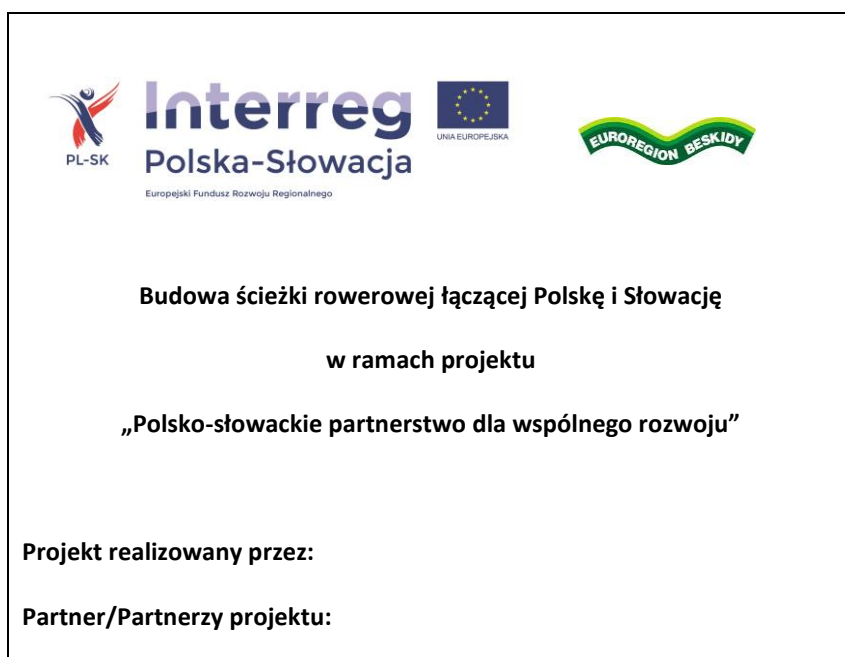 PL-SK
Interreg
Polska-Słowacja
Europejski Fundusz Rozwoju Regionalnego
UNIA EUROPEJSKA
EUROREGION BESKIDY
Budowa ścieżki rowerowej łączącej Polskę i Słowację
w ramach projektu
„Polsko-słowackie partnerstwo dla wspólnego rozwoju”
Projekt realizowany przez:
Partner/Partnerzy projektu: